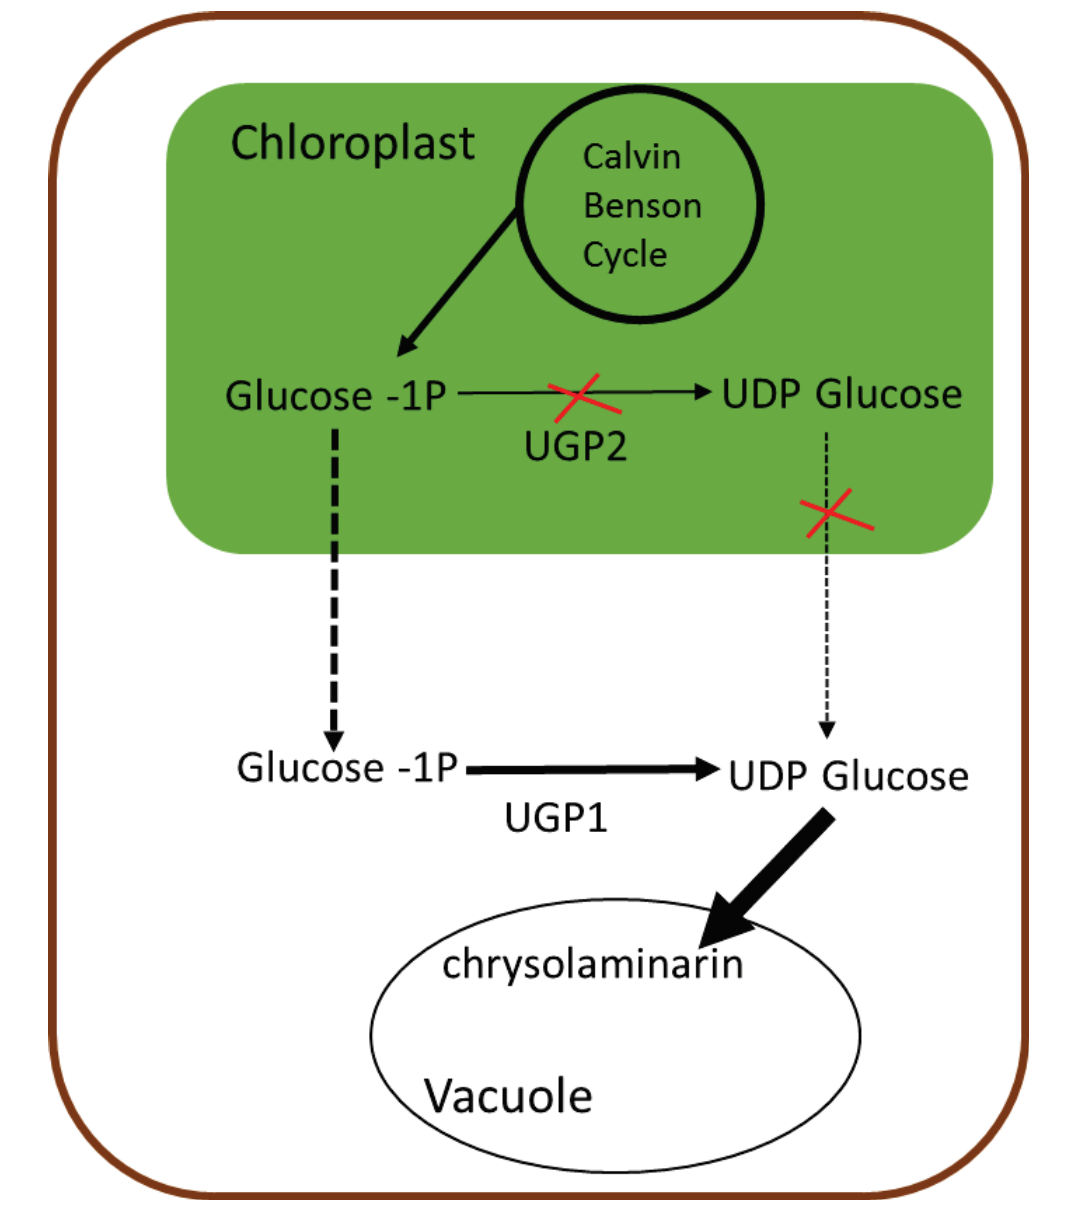 Chloroplast
Calvin
Benson
Cycle
Glucose -1P
UDP Glucose
UGP2
Glucose -1P
UDP Glucose
UGP1
chrysolaminarin
Vacuole